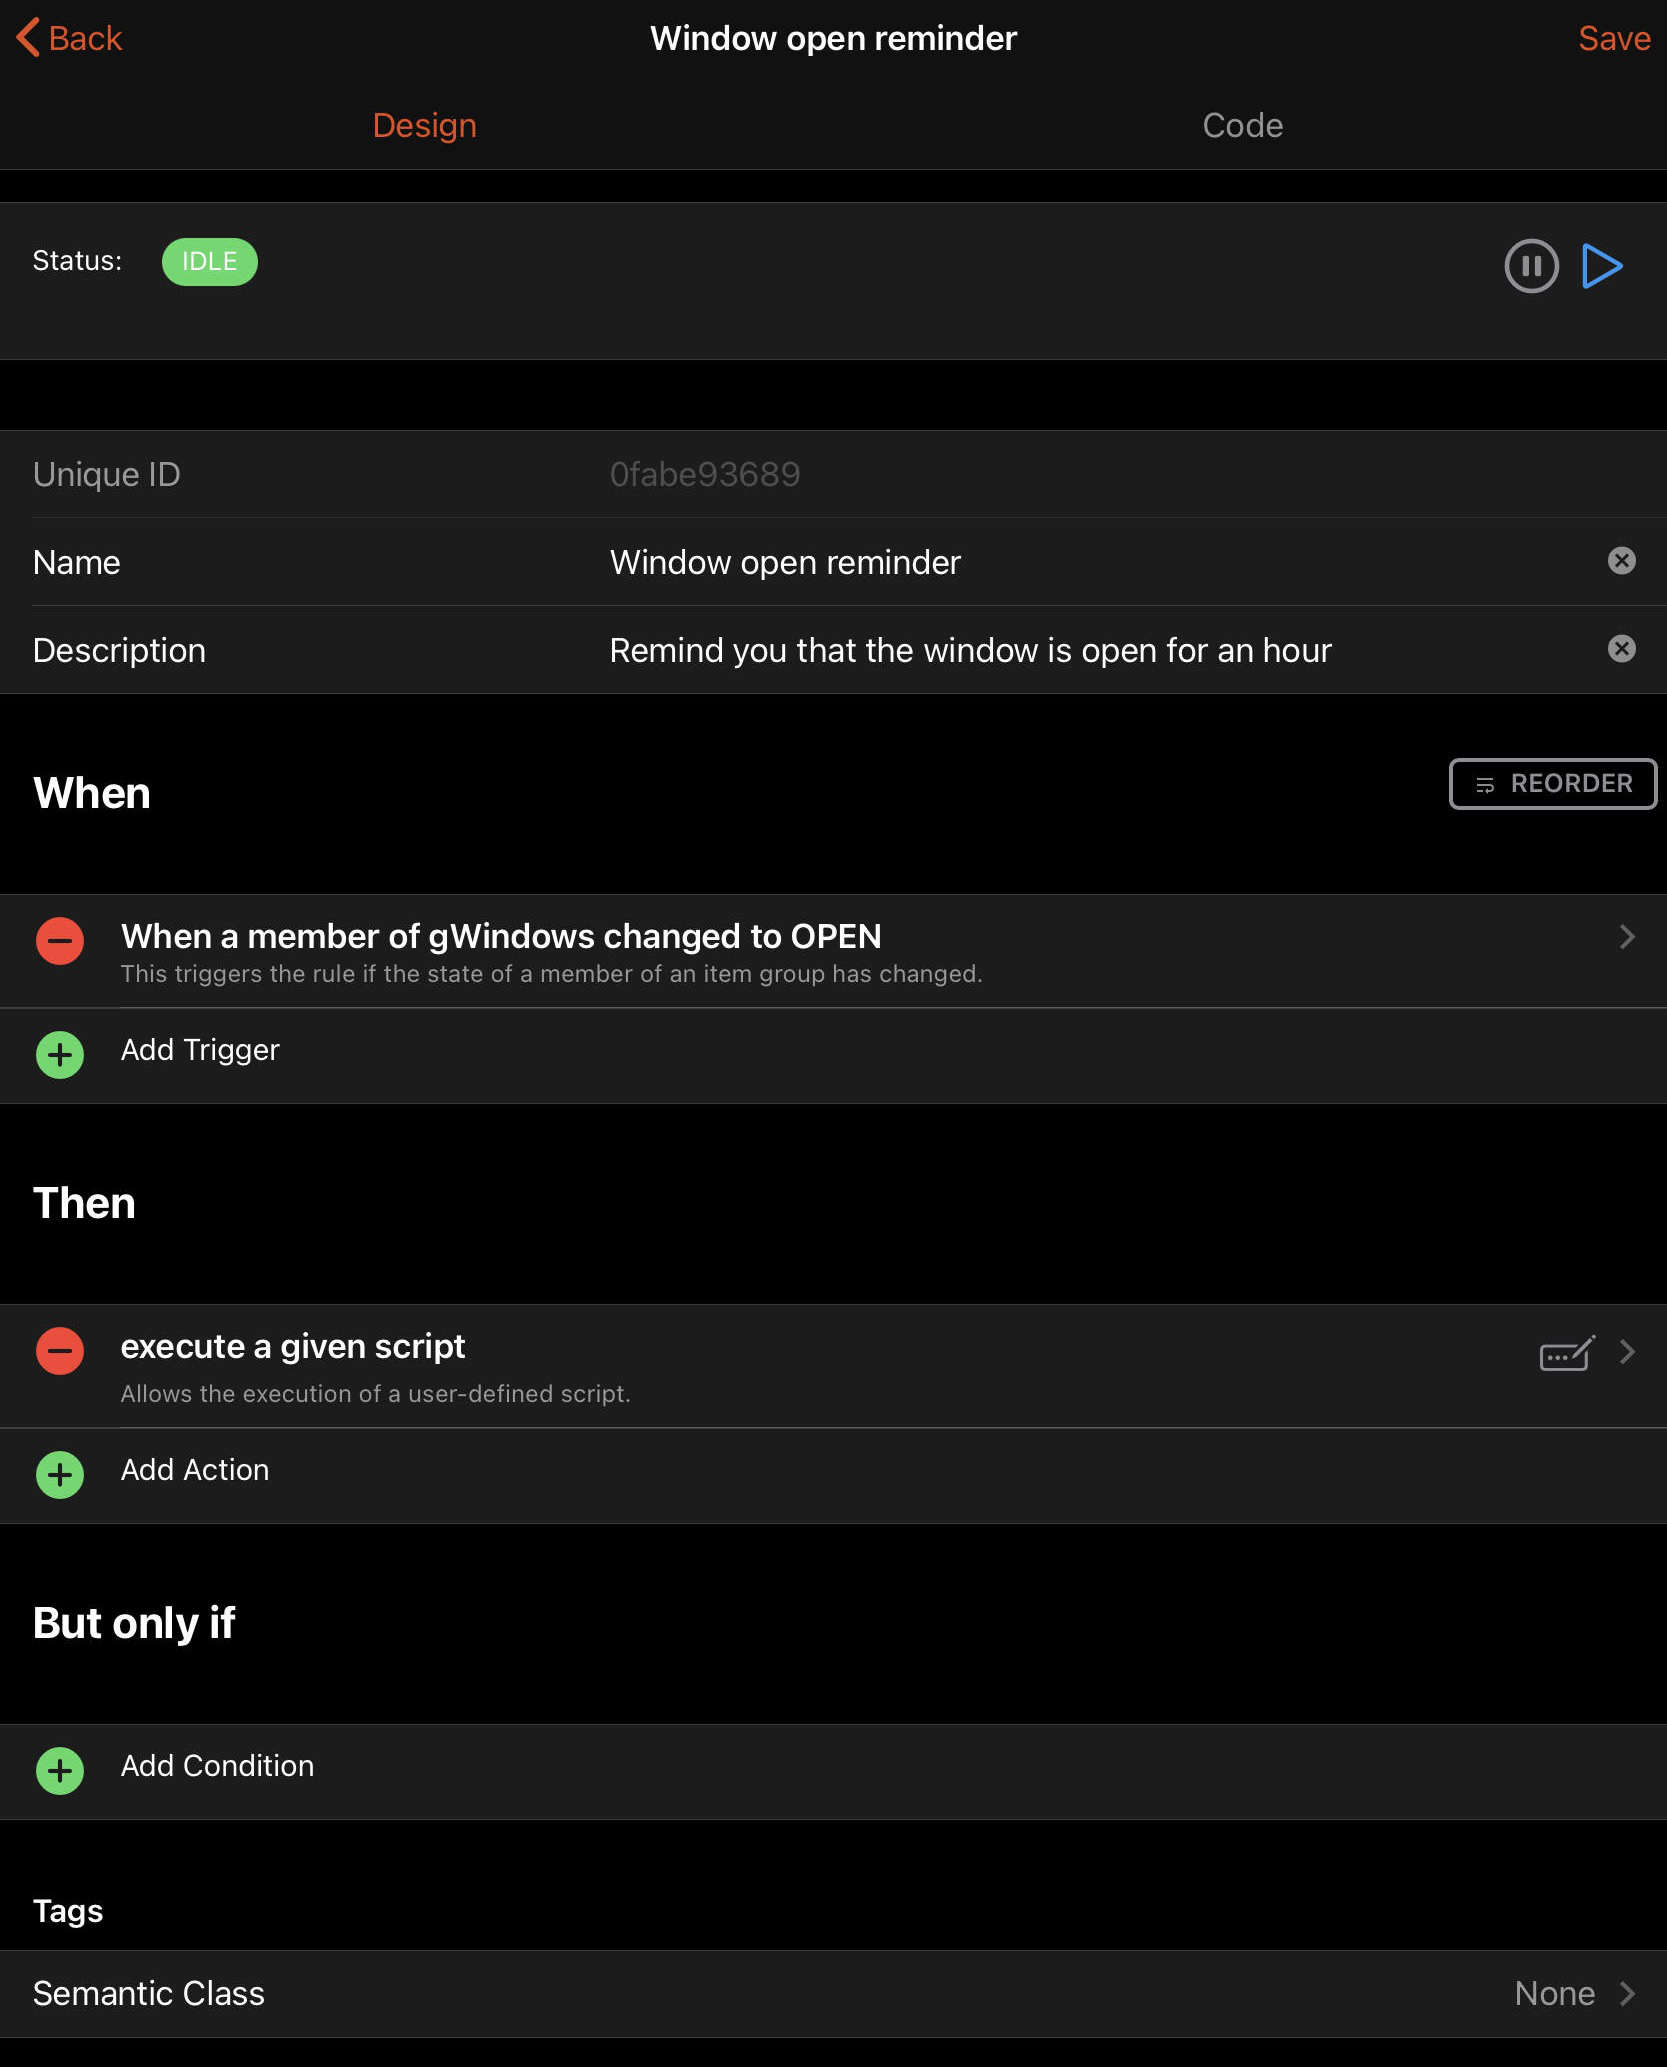 Back
Window open reminder
Save
Design
Code
Status:
IDLE
Unique ID
0fabe93689
Name
Window open reminder
Description
Remind you that the window is open for an hour
When
REORDER
When a member of gWindows changed to OPEN
This triggers the rule if the state of a member of an item group has changed.
Add Trigger
Then
execute a given script
Allows the execution of a user-defined script.
Add Action
But only if
Add Condition
Tags
Semantic Class
None